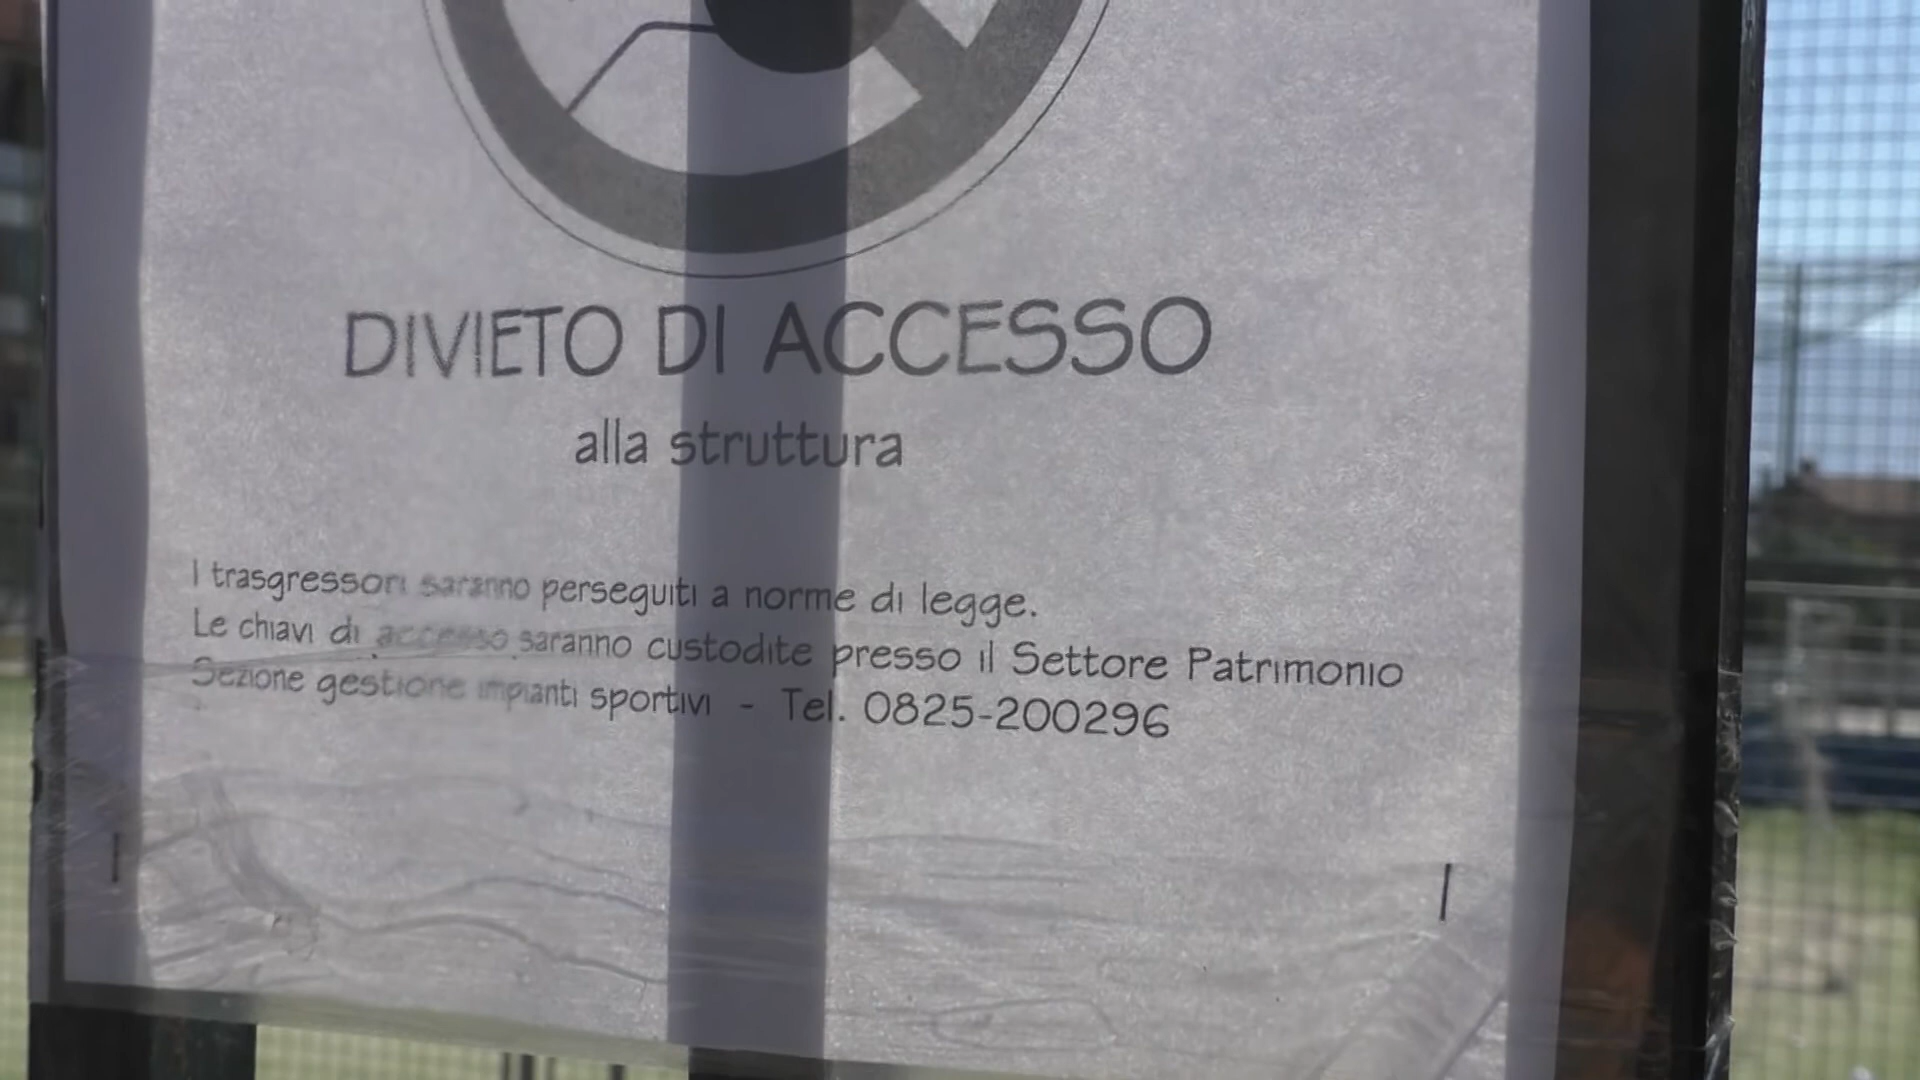 DIVIETO DI ACCESSO
alla struttura
I trasgressori saranno perseguiti a norme di legge.
Le chiavi di accesso saranno custodite presso il Settore Patrimonio
Sezione gestione impianti sportivi - Tel. 0825-200296